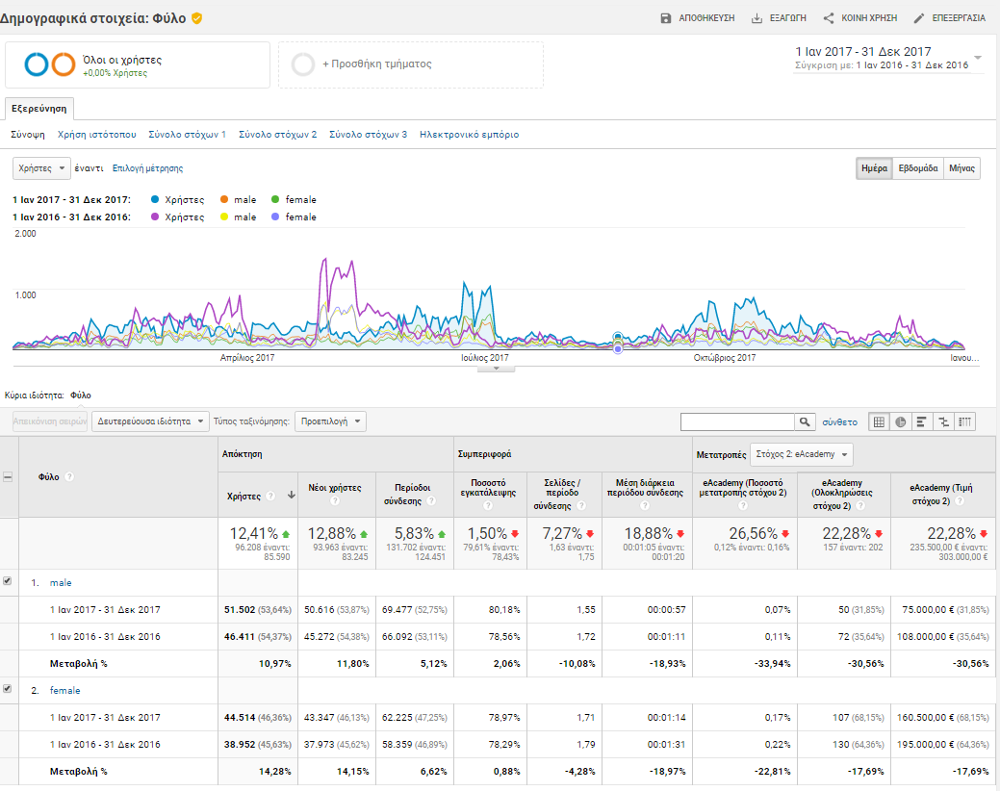 Δημογραφικά στοιχεία: Φύλο
ΑΠΟΘΗΚΕΥΣΗ ΕΞΑΓΩΓΗ ΚΟΙΝΗ ΧΡΗΣΗ ΕΠΕΞΕΡΓΑΣΙΑ
Όλοι οι χρήστες
+0,00% Χρήστες
+ Προσθήκη τμήματος
1 Ιαν 2017 - 31 Δεκ 2017
Σύγκριση με: 1 Ιαν 2016 - 31 Δεκ 2016
Εξερεύνηση
Σύνοψη Χρήση ιστότοπου Σύνολο στόχων 1 Σύνολο στόχων 2 Σύνολο στόχων 3 Ηλεκτρονικό εμπόριο
Χρήστες έναντι Επιλογή μέτρησης
Ημέρα Εβδομάδα Μήνας
1 Ιαν 2017 - 31 Δεκ 2017: Χρήστες male female
1 Ιαν 2016 - 31 Δεκ 2016: Χρήστες male female
2.000
1.000
Απρίλιος 2017 Ιούλιος 2017 Οκτώβριος 2017 Ιανου...
Κύρια ιδιότητα: Φύλο
Απεικόνιση σειρών Δευτερεύουσα ιδιότητα Τύπος ταξινόμησης: Προεπιλογή σύνθετο
Φύλο ?
Απόκτηση Συμπεριφορά Μετατροπές Στόχος 2: eAcademy
Χρήστες ?
Νέοι χρήστες
?
Περίοδοι
σύνδεσης ?
Ποσοστό
εγκατάλειψης
?
Σελίδες /
περίοδο
σύνδεσης ?
Μέση διάρκεια
περιόδου σύνδεσης
?
eAcademy (Ποσοστό
μετατροπής στόχου 2)
?
eAcademy
(Ολοκληρώσεις
στόχου 2) ?
eAcademy (Τιμή
στόχου 2) ?
12,41% 12,88% 5,83% 1,50% 7,27% 18,88% 26,56% 22,28% 22,28%
96.208 έναντι: 93.963 έναντι: 131.702 έναντι: 79,61% έναντι: 1,63 έναντι: 00:01:05 έναντι: 0,12% έναντι: 0,16% 157 έναντι: 202 235.500,00 € έναντι:
85.590 83.245 124.451 78,43% 1,75 00:01:20 303.000,00 €
1. male
1 Ιαν 2017 - 31 Δεκ 2017 51.502 (53,64%) 50.616 (53,87%) 69.477 (52,75%) 80,18% 1,55 00:00:57 0,07% 50 (31,85%) 75.000,00 € (31,85%)
1 Ιαν 2016 - 31 Δεκ 2016 46.411 (54,37%) 45.272 (54,38%) 66.092 (53,11%) 78,56% 1,72 00:01:11 0,11% 72 (35,64%) 108.000,00 € (35,64%)
Μεταβολή % 10,97% 11,80% 5,12% 2,06% -10,08% -18,93% -33,94% -30,56% -30,56%
2. female
1 Ιαν 2017 - 31 Δεκ 2017 44.514 (46,36%) 43.347 (46,13%) 62.225 (47,25%) 78,97% 1,71 00:01:14 0,17% 107 (68,15%) 160.500,00 € (68,15%)
1 Ιαν 2016 - 31 Δεκ 2016 38.952 (45,63%) 37.973 (45,62%) 58.359 (46,89%) 78,29% 1,79 00:01:31 0,22% 130 (64,36%) 195.000,00 € (64,36%)
Μεταβολή % 14,28% 14,15% 6,62% 0,88% -4,28% -18,97% -22,81% -17,69% -17,69%